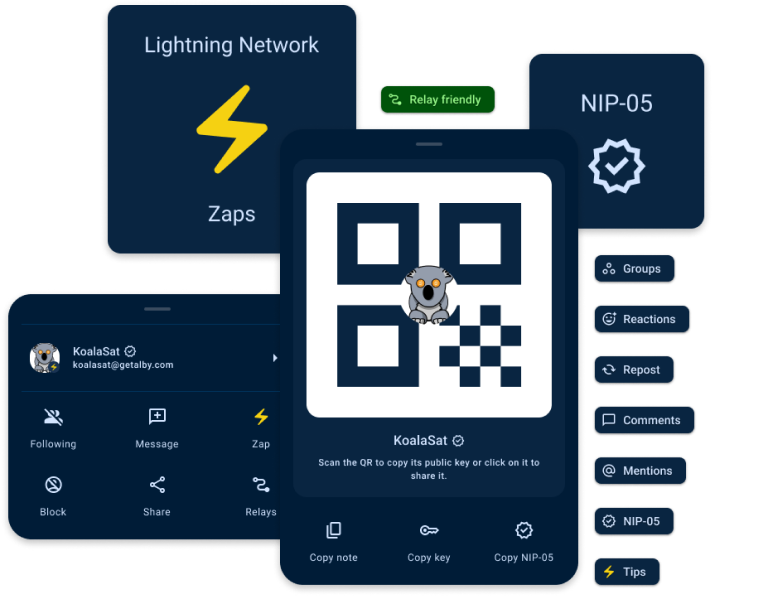 Lightning Network
Zaps
Relay friendly
NIP-05
KoalaSat
koalasat@getalby.com
Following
Message
Zap
Block
Share
Relays
KoalaSat
Scan the QR to copy its public key or click on it to
share it.
Copy note
Copy key
Copy NIP-05
Groups
Reactions
Repost
Comments
Mentions
NIP-05
Tips